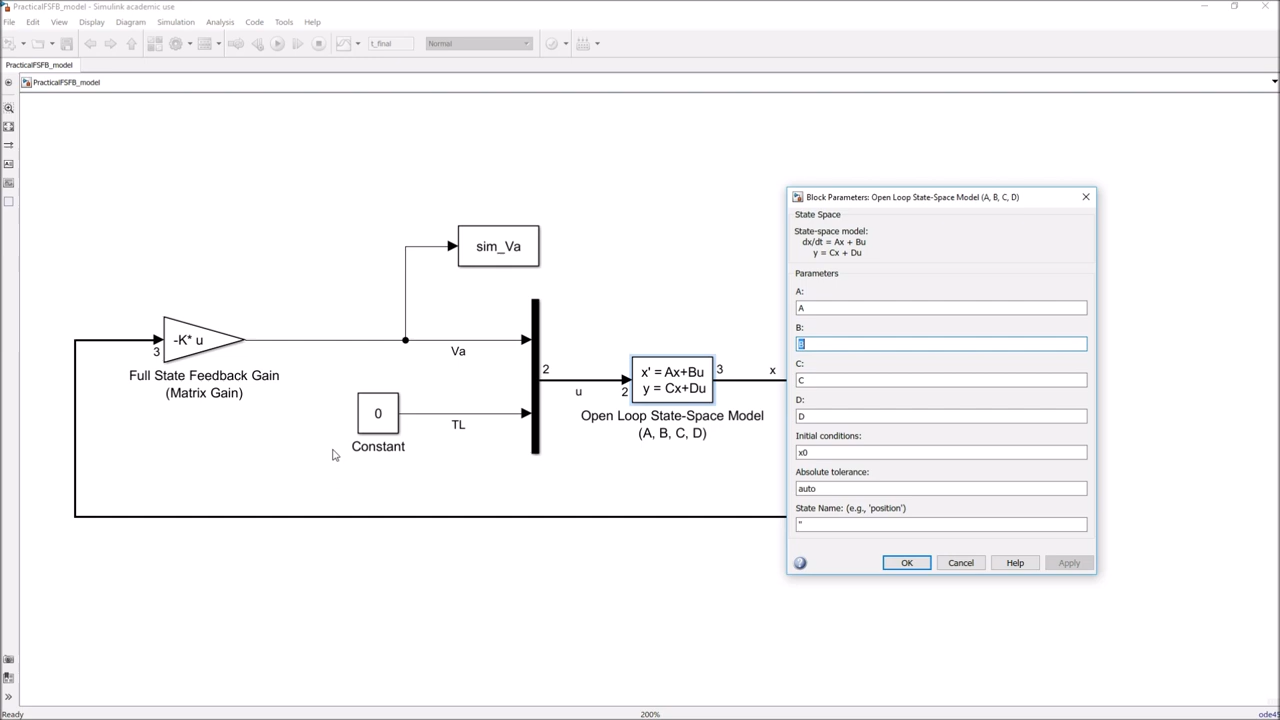 PracticalFSFB_model - Simulink academic use
File Edit View Display Diagram Simulation Analysis Code Tools Help
t_final
Normal
PracticalFSFB_model
PracticalFSFB_model
sim_Va
-K* u
3
Full State Feedback Gain
(Matrix Gain)
Va
0
Constant
TL
2
u
2
x' = Ax+Bu
y = Cx+Du
3
x
Open Loop State-Space Model
(A, B, C, D)
Block Parameters: Open Loop State-Space Model (A, B, C, D)
State Space
State-space model:
dx/dt = Ax + Bu
y = Cx + Du
Parameters
A:
A
B:
B
C:
C
D:
D
Initial conditions:
x0
Absolute tolerance:
auto
State Name: (e.g., 'position')
''
OK Cancel Help Apply
Ready
200%
ode45